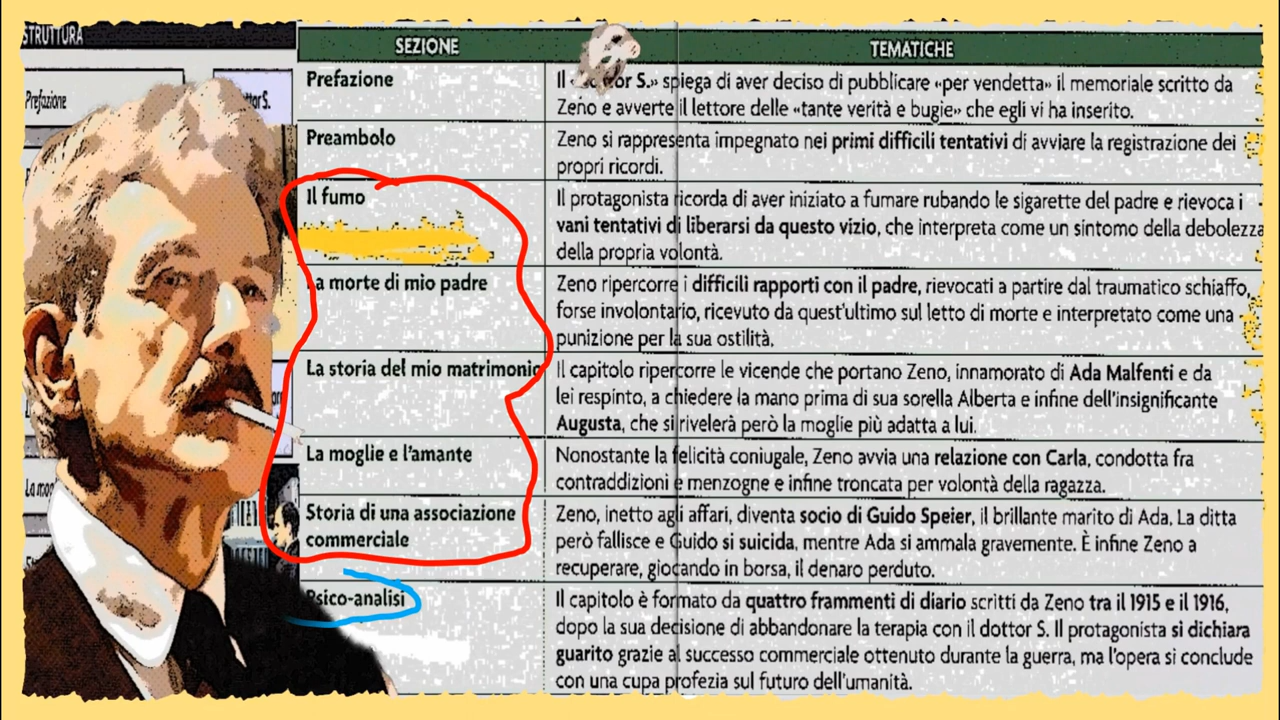 STRUTTURA
SEZIONE
TEMATICHE
Prefazione
Prefazione
Il «Dottor S.» spiega di aver deciso di pubblicare «per vendetta» il memoriale scritto da
Zeno e avverte il lettore delle «tante verità e bugie» che egli vi ha inserito.
Preambolo
Zeno si rappresenta impegnato nei primi difficili tentativi di avviare la registrazione dei
propri ricordi.
Il fumo
Il protagonista ricorda di aver iniziato a fumare rubando le sigarette del padre e rievoca i
vani tentativi di liberarsi da questo vizio, che interpreta come un sintomo della debolezza
della propria volontà.
La morte di mio padre
Zeno ripercorre i difficili rapporti con il padre, rievocati a partire dal traumatico schiaffo,
forse involontario, ricevuto da quest'ultimo sul letto di morte e interpretato come una
punizione per la sua ostilità.
La storia del mio matrimonio
Il capitolo ripercorre le vicende che portano Zeno, innamorato di Ada Malfenti e da
lei respinto, a chiedere la mano prima di sua sorella Alberta e infine dell'insignificante
Augusta, che si rivelerà però la moglie più adatta a lui.
La moglie e l'amante
Nonostante la felicità coniugale, Zeno avvia una relazione con Carla, condotta fra
contraddizioni e menzogne e infine troncata per volontà della ragazza.
Storia di una associazione
commerciale
Zeno, inetto agli affari, diventa socio di Guido Speier, il brillante marito di Ada. La ditta
però fallisce e Guido si suicida, mentre Ada si ammala gravemente. È infine Zeno a
recuperare, giocando in borsa, il denaro perduto.
Psico-analisi
Il capitolo è formato da quattro frammenti di diario scritti da Zeno tra il 1915 e il 1916,
dopo la sua decisione di abbandonare la terapia con il dottor S. Il protagonista si dichiara
guarito grazie al successo commerciale ottenuto durante la guerra, ma l'opera si conclude
con una cupa profezia sul futuro dell'umanità.